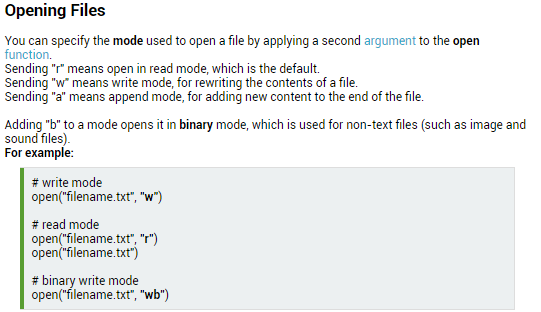 Opening Files
You can specify the mode used to open a file by applying a second argument to the open
function.
Sending "r" means open in read mode, which is the default.
Sending "w" means write mode, for rewriting the contents of a file.
Sending "a" means append mode, for adding new content to the end of the file.
Adding "b" to a mode opens it in binary mode, which is used for non-text files (such as image and
sound files).
For example:
# write mode
open("filename.txt", "w")
# read mode
open("filename.txt", "r")
open("filename.txt")
# binary write mode
open("filename.txt", "wb")